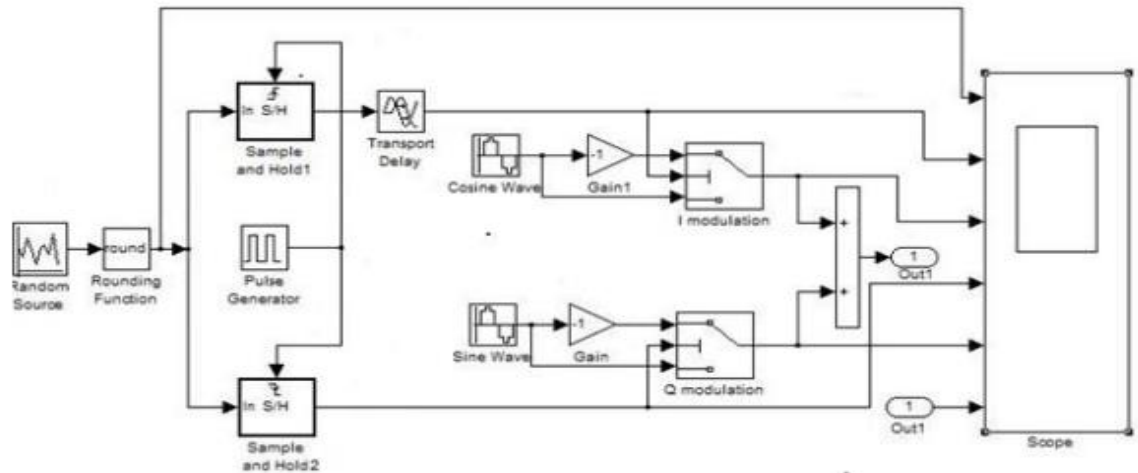 In S/H
Sample
and Hold1
Transport
Delay
Cosine Wave
-1
Gain1
I modulation
Random
Source
round
Rounding
Function
Pulse
Generator
+
+
1
Out1
Sine Wave
-1
Gain
Q modulation
In S/H
Sample
and Hold2
1
Out1
Scope